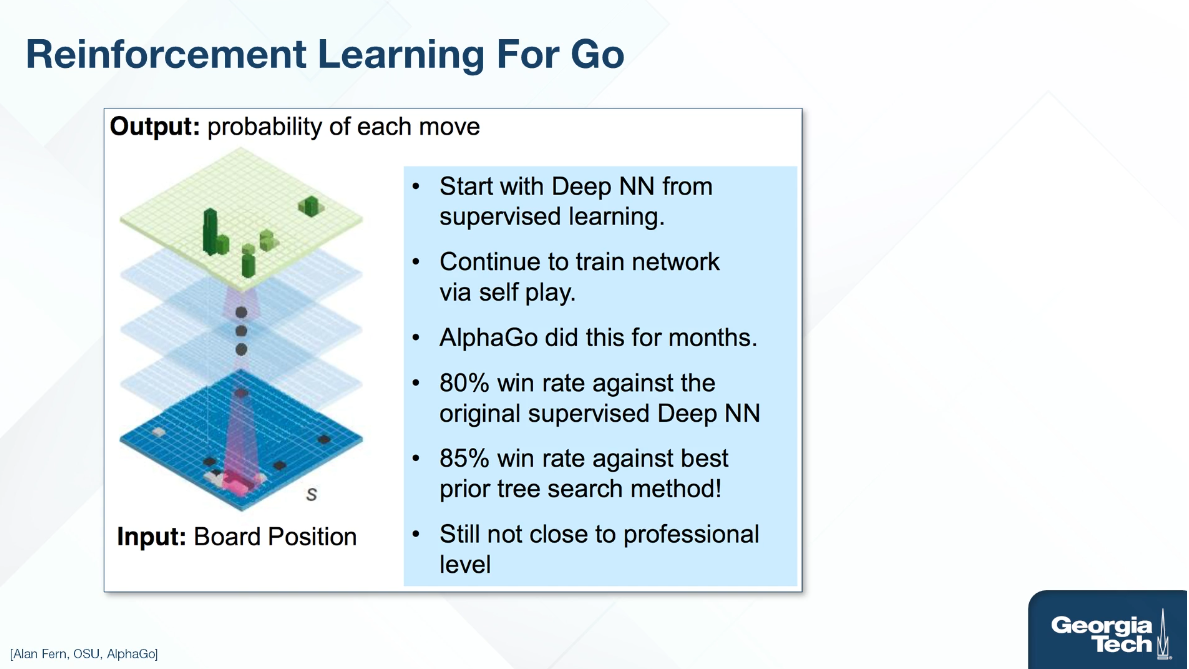 Reinforcement Learning For Go
Output: probability of each move
• Start with Deep NN from
supervised learning.
• Continue to train network
via self play.
• AlphaGo did this for months.
• 80% win rate against the
original supervised Deep NN
• 85% win rate against best
prior tree search method!
• Still not close to professional
level
s
Input: Board Position
[Alan Fern, OSU, AlphaGo]
Georgia
Tech